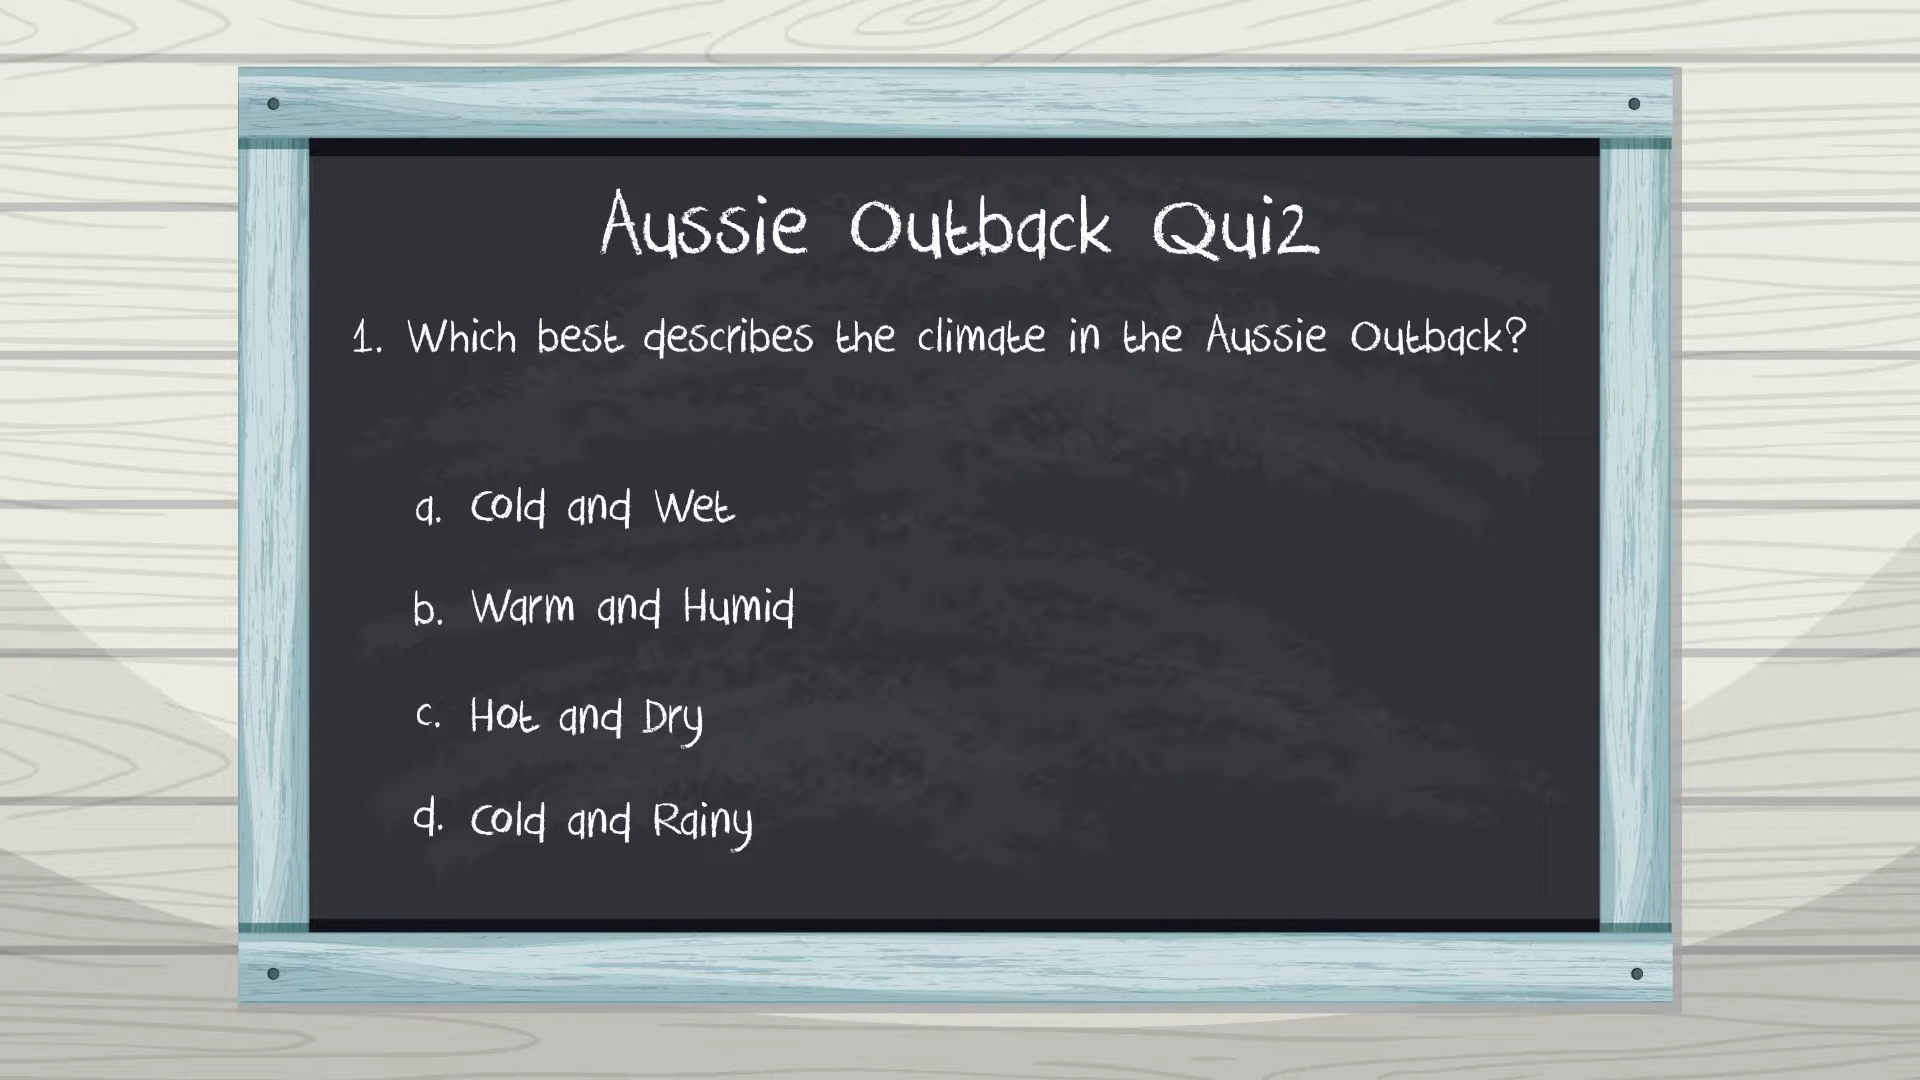 Aussie Outback Quiz
1. Which best describes the climate in the Aussie Outback?
a. Cold and Wet
b. Warm and Humid
c. Hot and Dry
d. Cold and Rainy